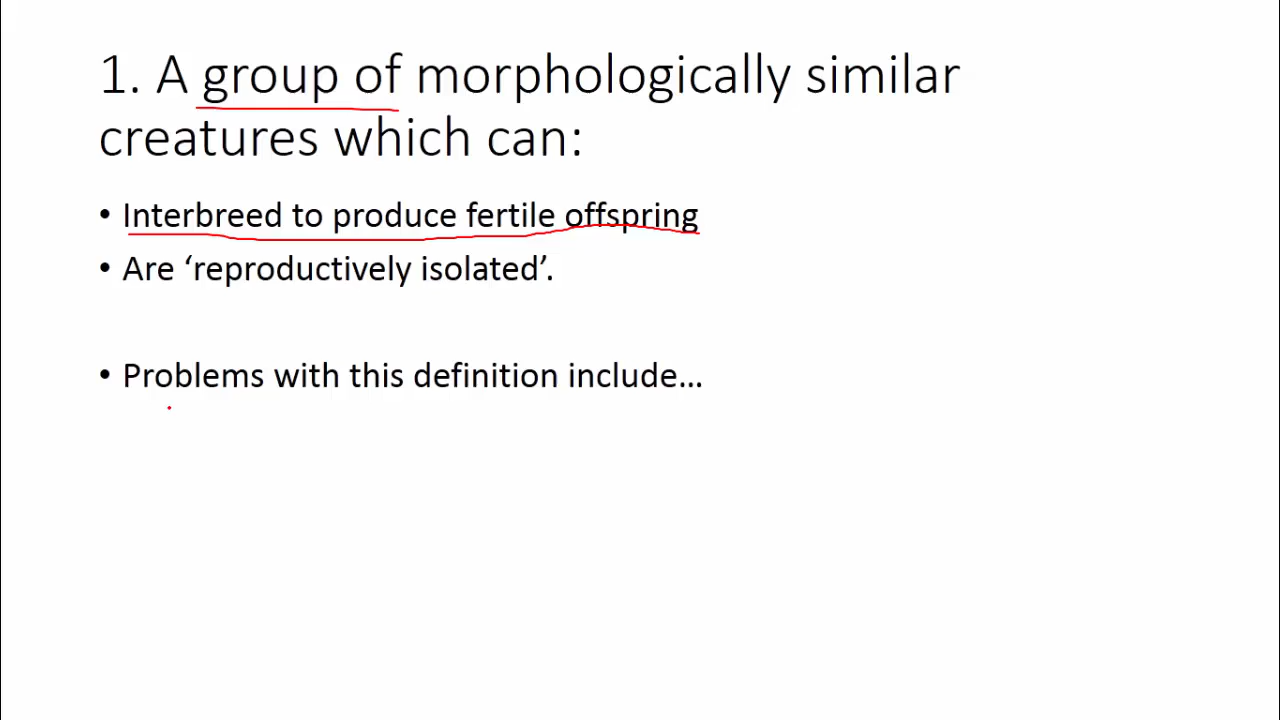 1. A group of morphologically similar
creatures which can:
• Interbreed to produce fertile offspring
• Are ‘reproductively isolated’.
• Problems with this definition include...